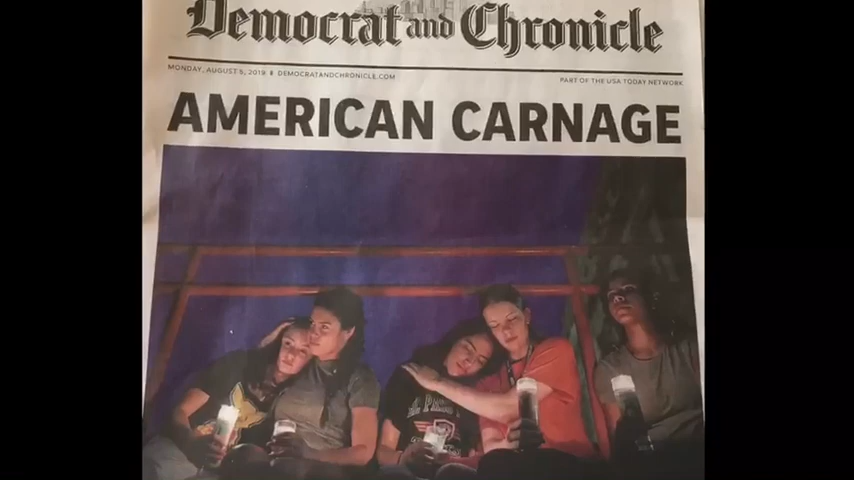 Democrat and Chronicle
MONDAY, AUGUST 5, 2019 DEMOCRATANDCHRONICLE.COM
PART OF THE USA TODAY NETWORK
AMERICAN CARNAGE